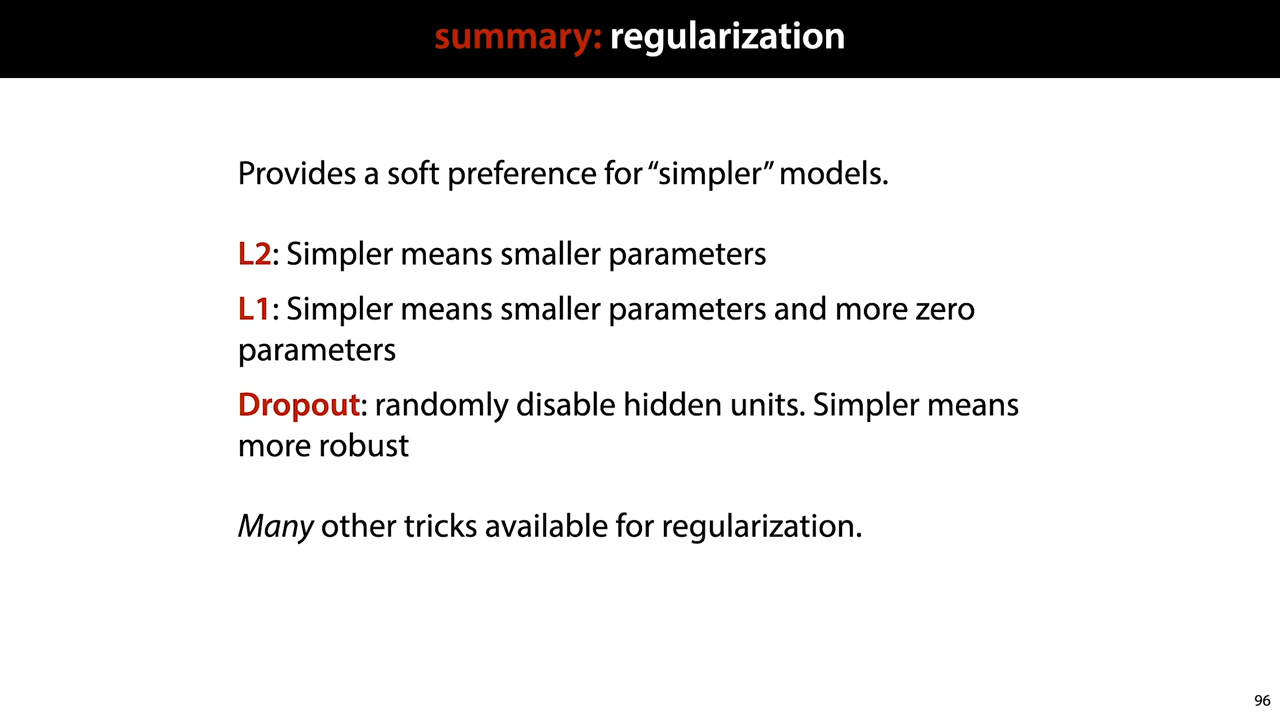 summary: regularization
Provides a soft preference for “simpler” models.
L2: Simpler means smaller parameters
L1: Simpler means smaller parameters and more zero
parameters
Dropout: randomly disable hidden units. Simpler means
more robust
Many other tricks available for regularization.
96